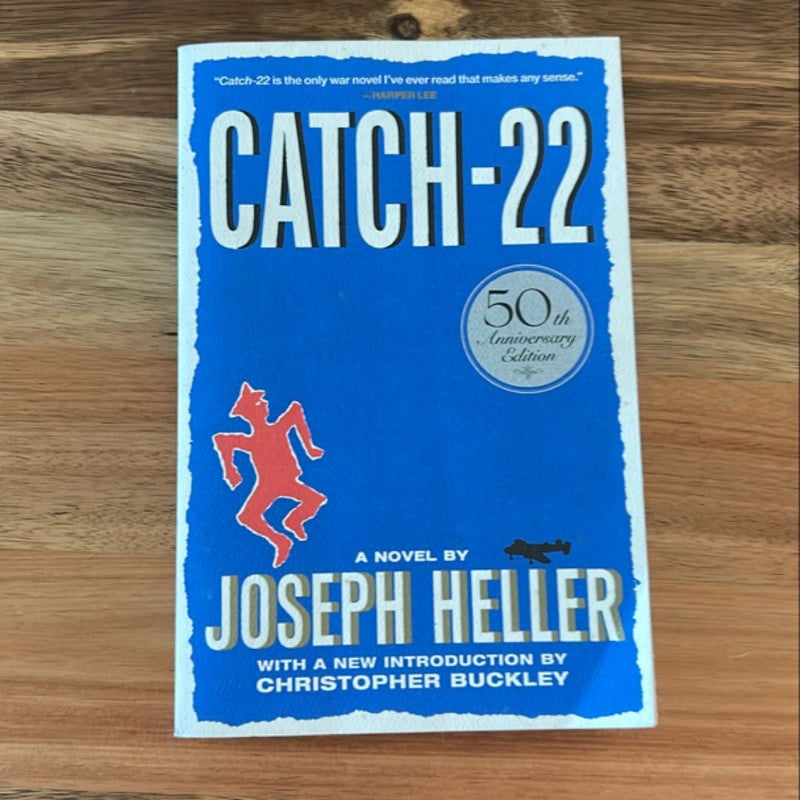 “Catch-22 is the only war novel I've ever read that makes any sense.”
—HARPER LEE
CATCH-22
50th
Anniversary
Edition
A NOVEL BY
JOSEPH HELLER
WITH A NEW INTRODUCTION BY
CHRISTOPHER BUCKLEY